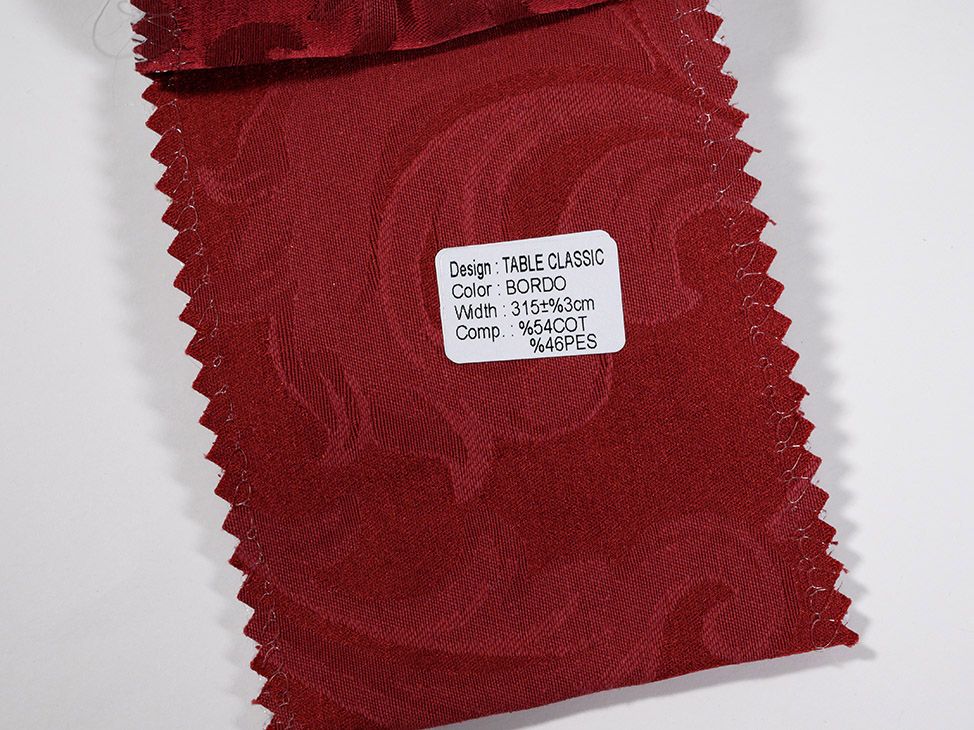 Design : TABLE CLASSIC
Color : BORDO
Width : 315±%3cm
Comp. : %54COT
%46PES